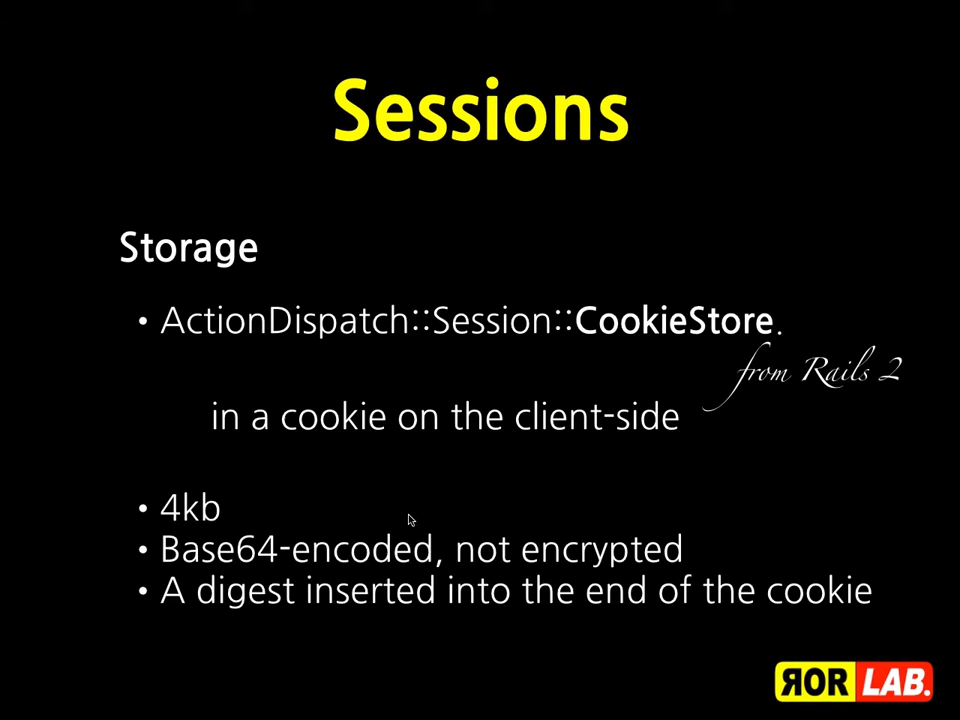 Sessions
Storage
• ActionDispatch::Session::CookieStore.
from Rails 2
in a cookie on the client-side
• 4kb
• Base64-encoded, not encrypted
• A digest inserted into the end of the cookie
ЯOR LAB.